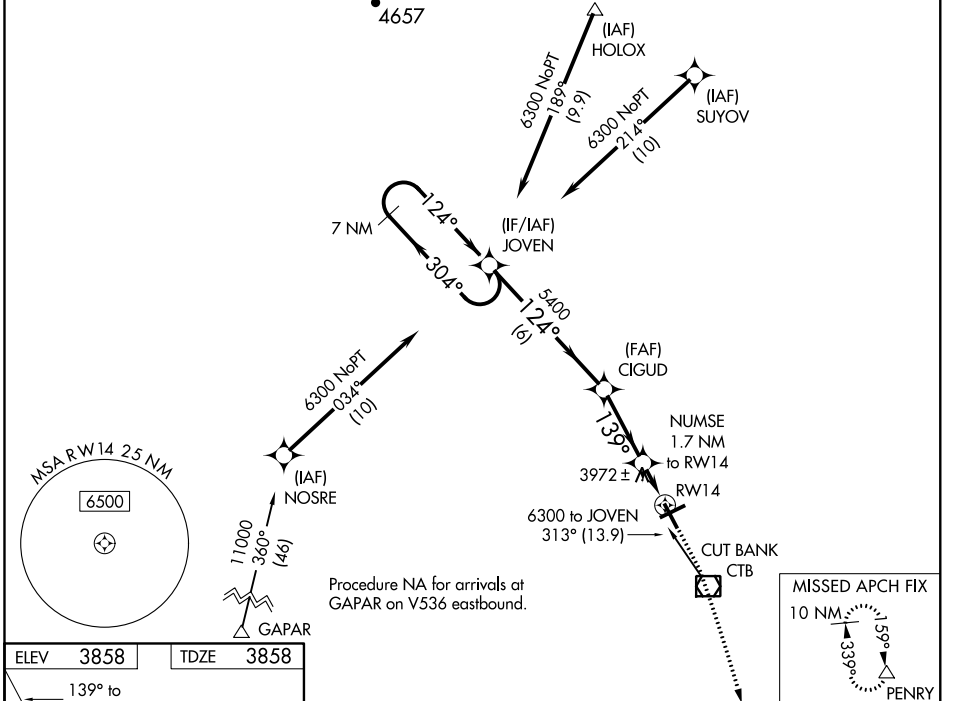 4657
(IAF)
HOLOX
6300 NoPT
189°
(9.9)
(IAF)
SUYOV
6300 NoPT
214°
(10)
7 NM
124°
304°
(IF/IAF)
JOVEN
5400
124°
(6)
(FAF)
CIGUD
139°
NUMSE
1.7 NM
to RW14
3972 ±
RW14
6300 NoPT
034°
(10)
(IAF)
NOSRE
MSA RW14 25 NM
6500
11000
360°
(46)
GAPAR
6300 to JOVEN
313° (13.9)
CUT BANK
CTB
Procedure NA for arrivals at
GAPAR on V536 eastbound.
MISSED APCH FIX
10 NM
159°
339°
PENRY
ELEV 3858
TDZE 3858
139° to